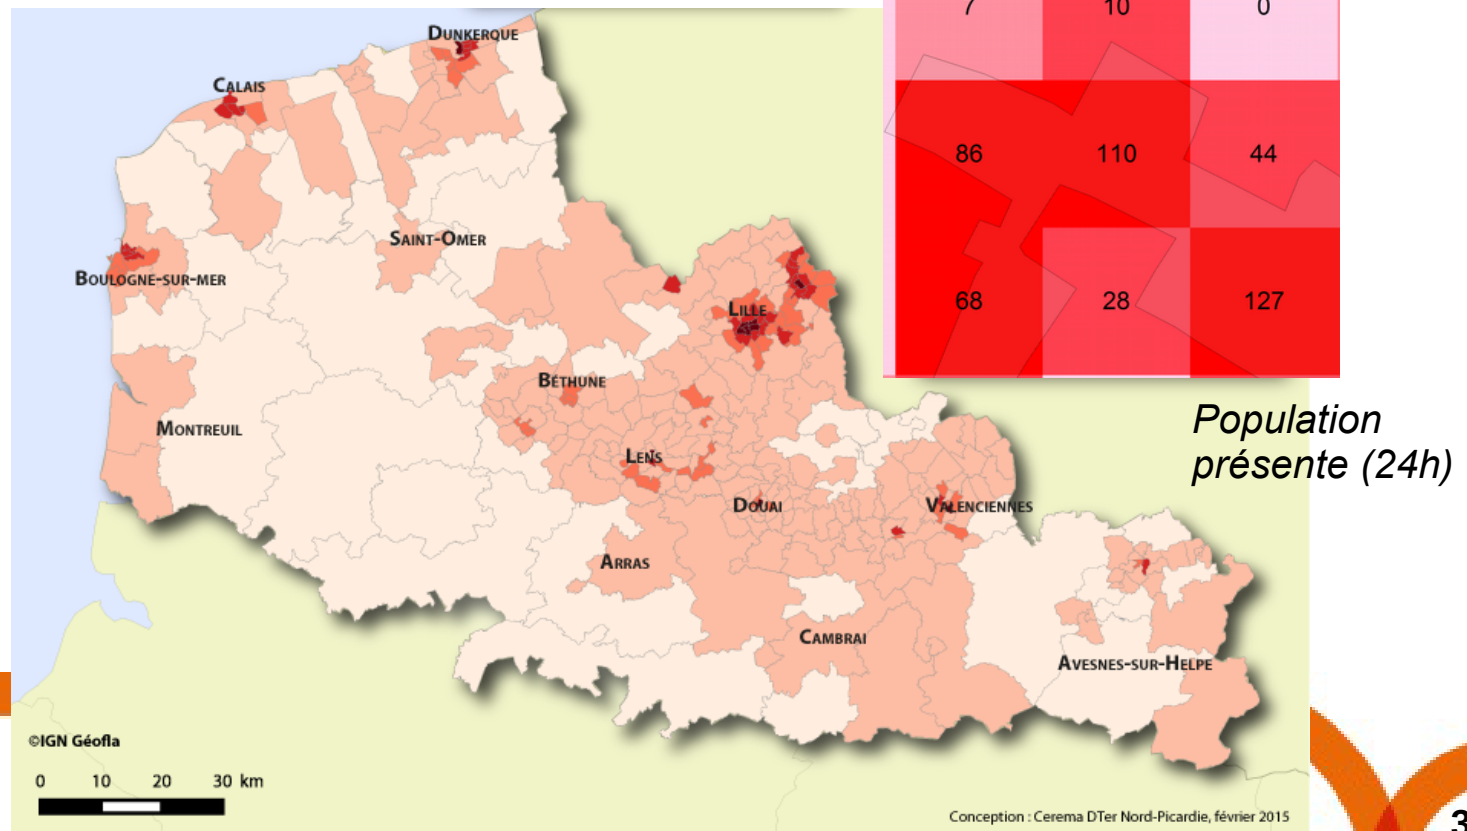 7 10 0
86 110 44
68 28 127
Population
présente (24h)
DUNKERQUE
CALAIS
SAINT-OMER
BOULOGNE-SUR-MER
LILLE
BÉTHUNE
MONTREUIL
LENS
DOUAI
VALENCIENNES
ARRAS
CAMBRAI
AVESNES-SUR-HELPE
©IGN Géofla
0 10 20 30 km
Conception : Cerema DTer Nord-Picardie, février 2015
3